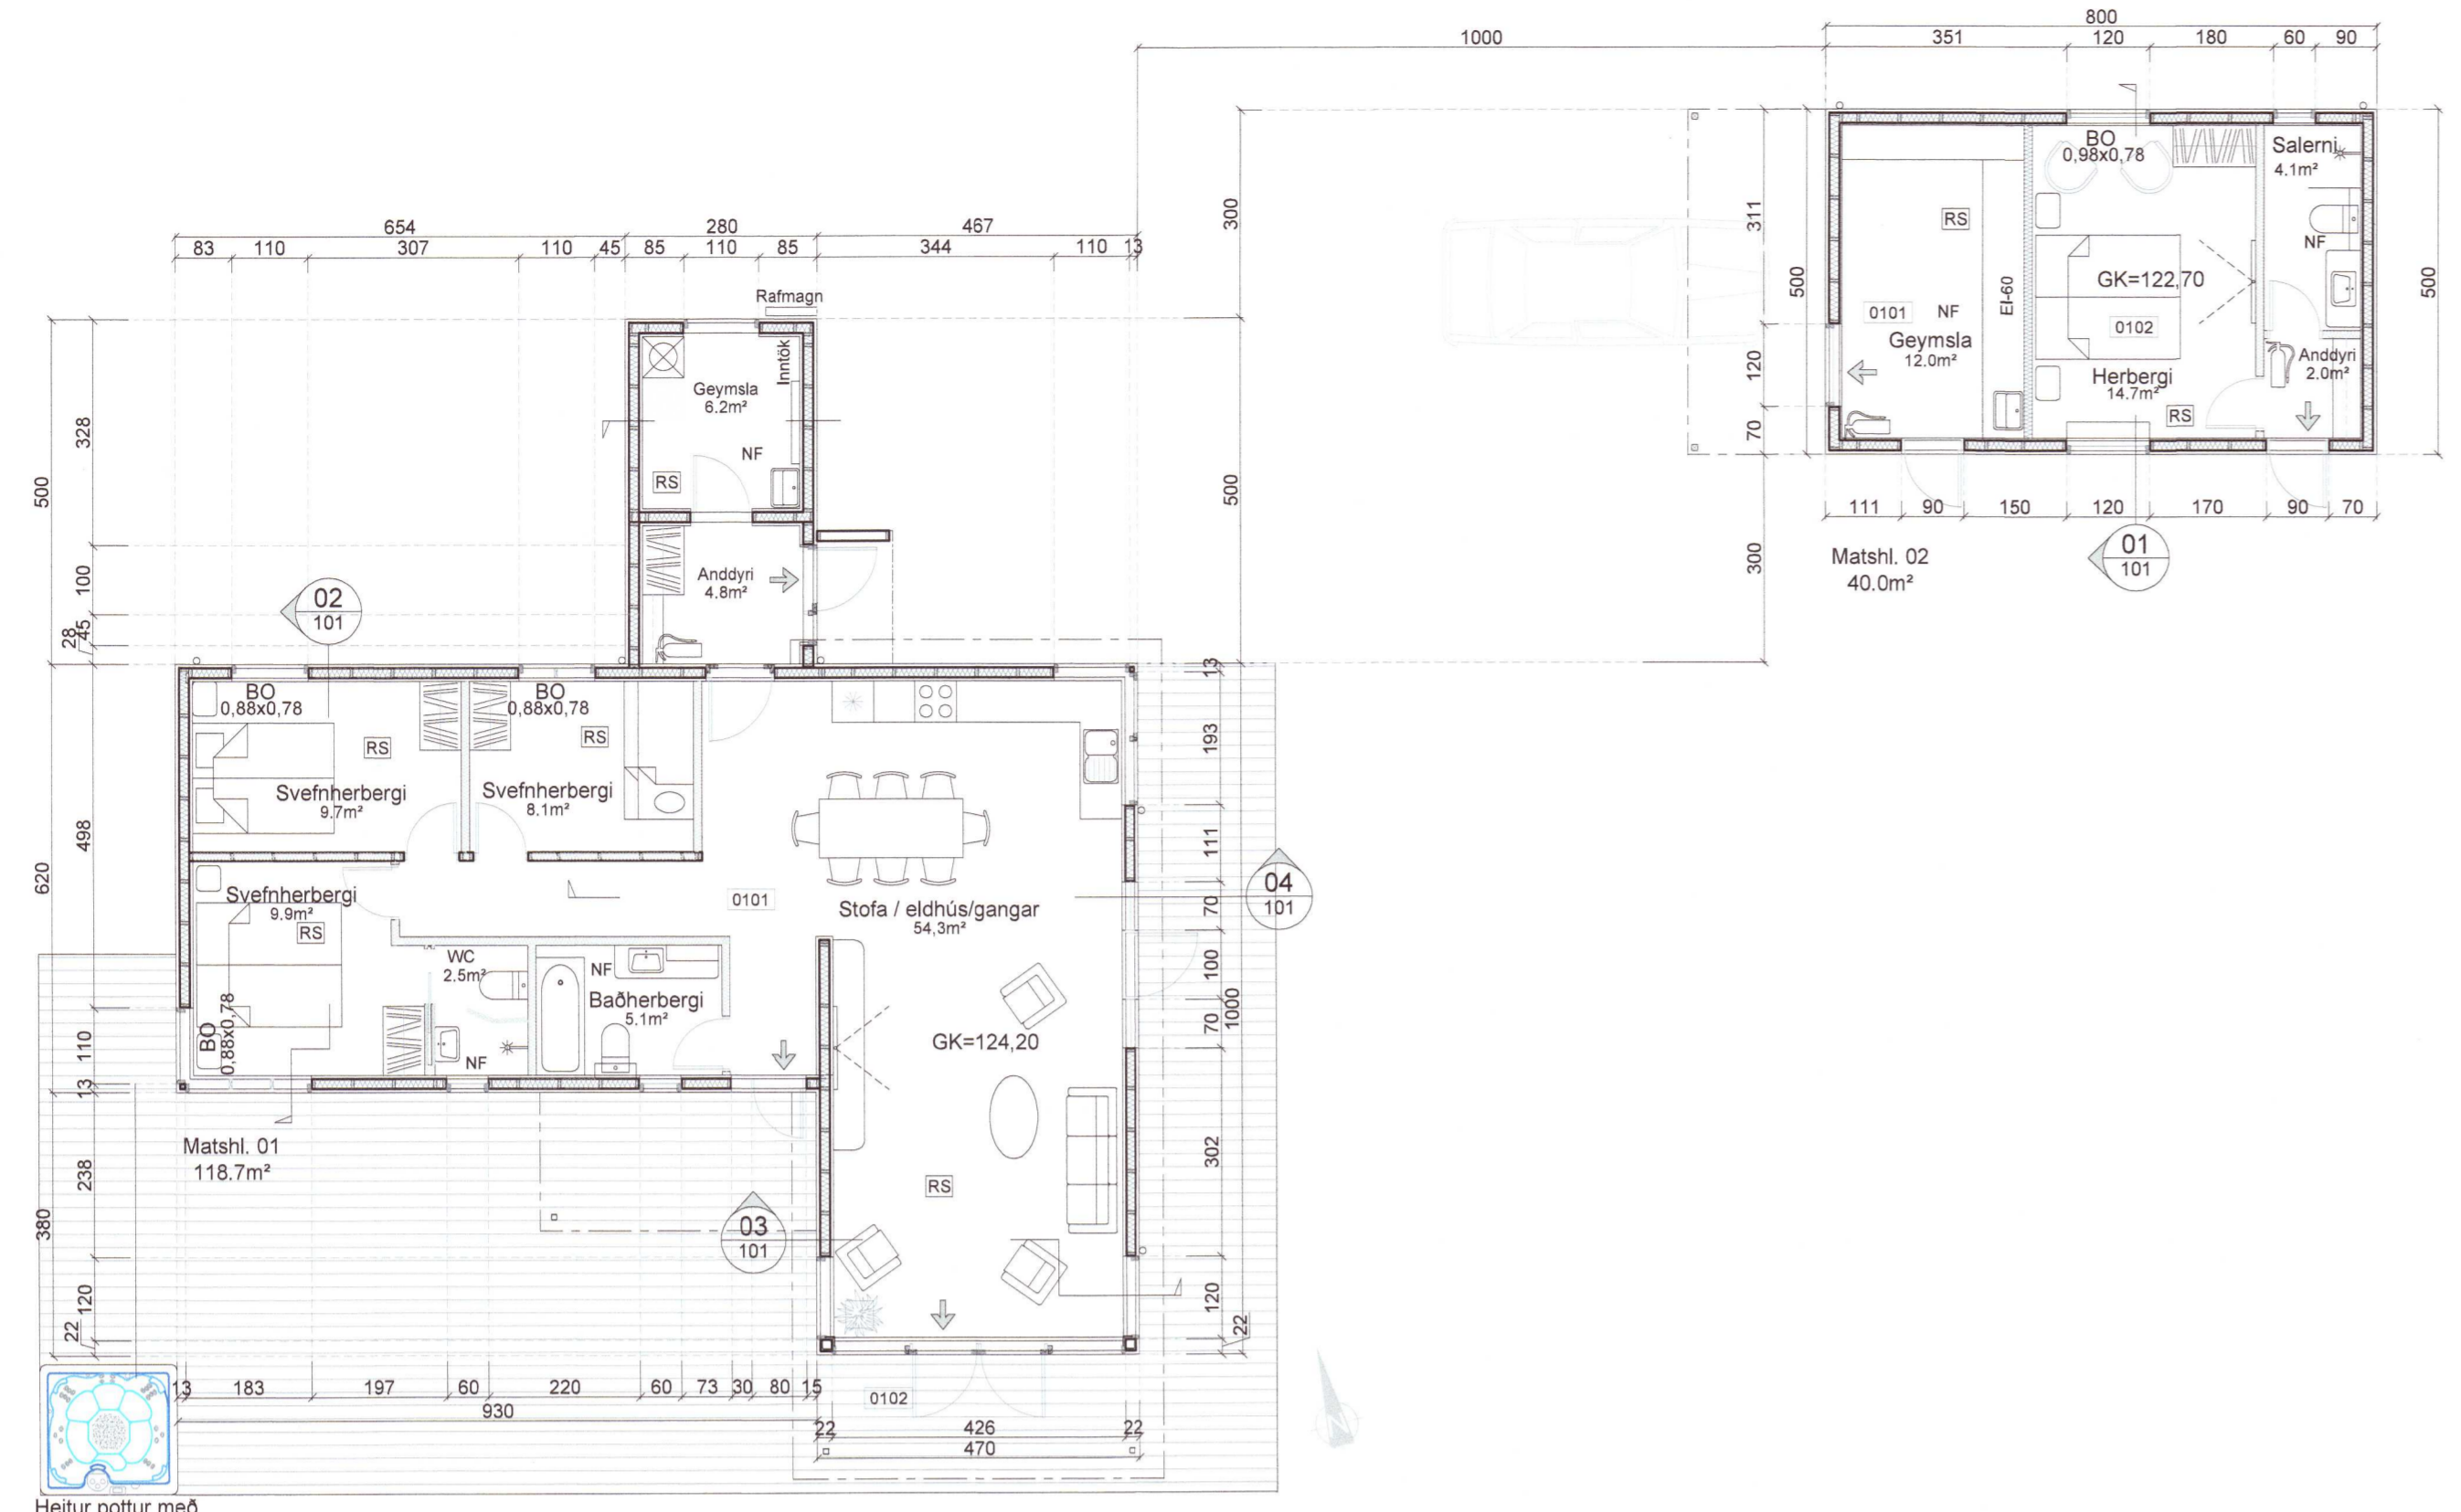 800
1000
351 120 180 60 90
BO
0,98x0,78
Salerni
4.1m²
300
311
500
500
RS
NF
654 280 467
83 110 307 110 45 85 110 85 344 110 13
GK=122,70
EI-60
0101 NF
0102
Geymsla
12.0m²
Anddyri
2.0m²
Herbergi
14.7m²
RS
120
70
Rafmagn
Inntök
Geymsla
6.2m²
NF
RS
328
500
500
111 90 150 120 170 90 70
01
101
Matshl. 02
40.0m²
300
Anddyri
4.8m²
100
45
28
02
101
13
BO
0,88x0,78
BO
0,88x0,78
RS
RS
193
Svefnherbergi
9.7m²
Svefnherbergi
8.1m²
498
620
111
Svefnherbergi
9.9m²
RS
0101
Stofa / eldhús/gangar
54,3m²
04
101
70
WC
2.5m²
NF
Baðherbergi
5.1m²
100
1000
BO
0,88x0,78
NF
GK=124,20
70
110
13
Matshl. 01
118.7m²
238
380
302
RS
03
101
120
22
120
22
13 183 197 60 220 60 73 30 80 15
0102
930
22 426 22
470
N
Heitur pottur með